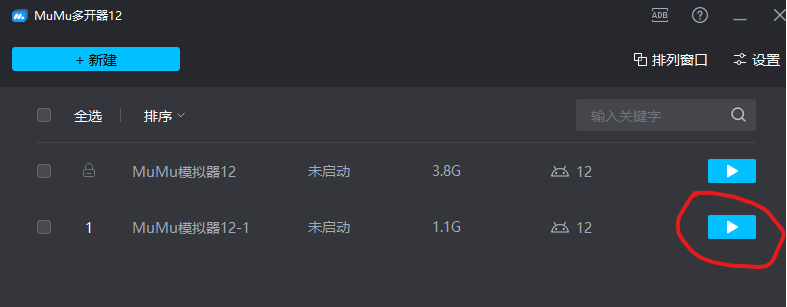 MuMu多开器12
ADB
+ 新建
排列窗口
设置
全选
排序
输入关键字
MuMu模拟器12 未启动 3.8G 12
1 MuMu模拟器12-1 未启动 1.1G 12